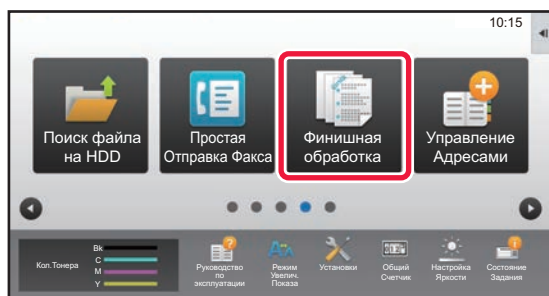 10:15
Поиск файла
на HDD
Простая
Отправка Факса
Финишная
обработка
Управление
Адресами
Кол.Тонера
Bk
C
M
Y
Руководство
по
эксплуатации
Режим
Увелич.
Показа
Установки
Общий
Счетчик
Настройка
Яркости
Состояние
Задания